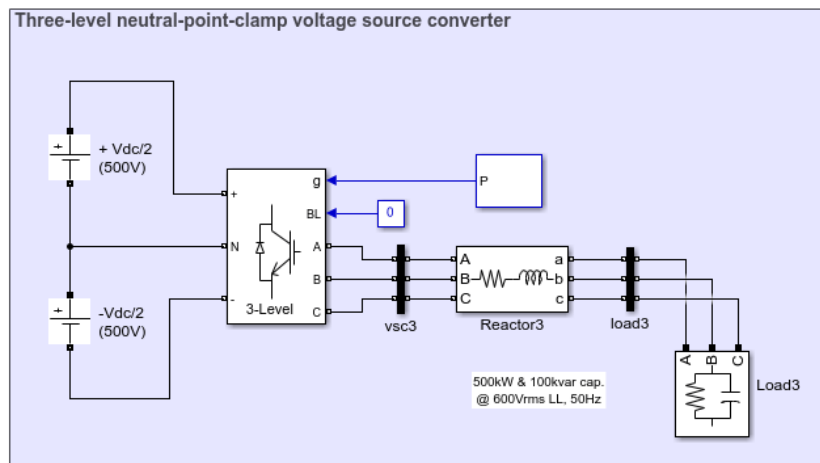 Three-level neutral-point-clamp voltage source converter
+ Vdc/2
(500V)
-Vdc/2
(500V)
+
+
+
N
-
g
BL
A
B
C
3-Level
P
0
vsc3
A
B
C
a
b
c
Reactor3
load3
A B C
Load3
500kW & 100kvar cap.
@ 600Vrms LL, 50Hz